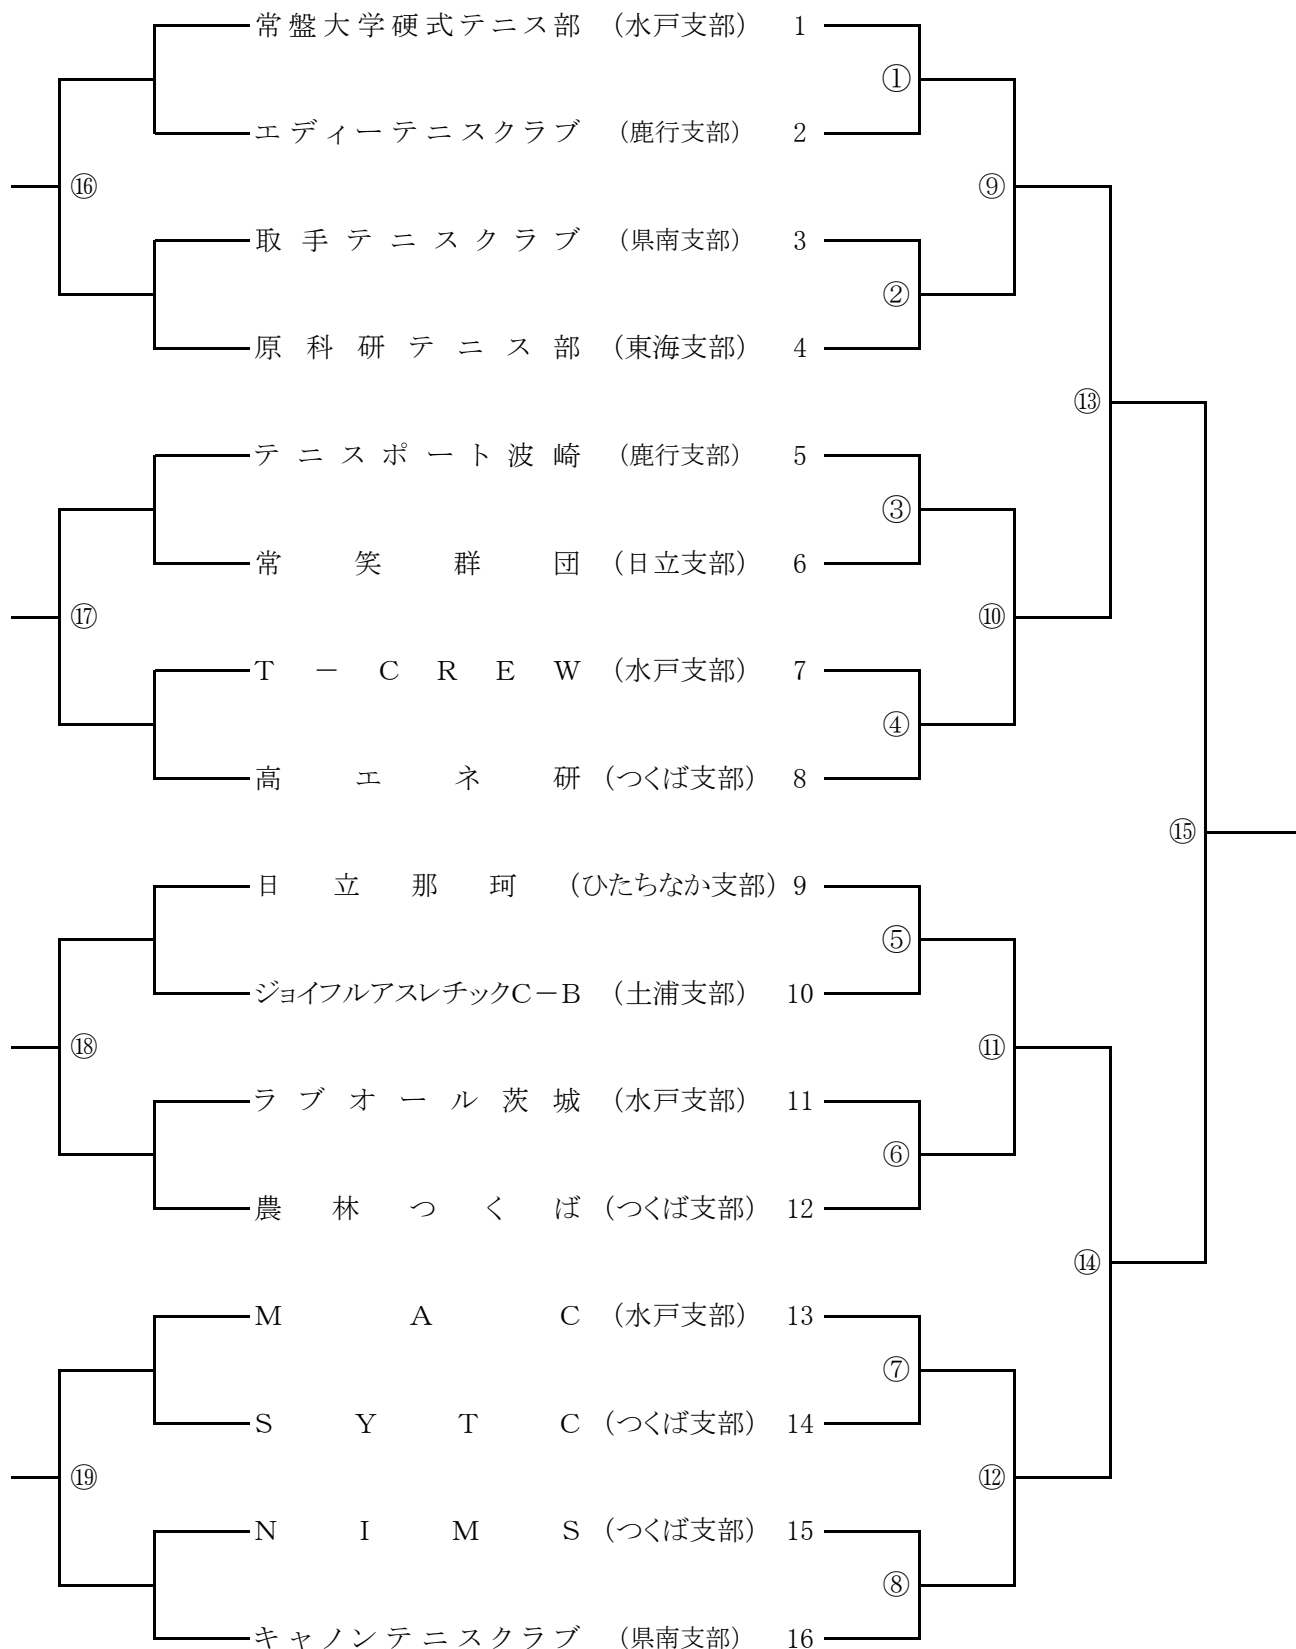 常盤大学硬式テニス部 （水戸支部） 1
①
エディーテニスクラブ （鹿行支部） 2
⑯ ⑨
取手テニスクラブ （県南支部） 3
②
原科研テニス部 （東海支部） 4
⑬
テニスポート波崎 （鹿行支部） 5
③
常笑群団 （日立支部） 6
⑰ ⑩
T－CREW （水戸支部） 7
④
高エネ研 （つくば支部） 8
⑮
日立那珂 （ひたちなか支部） 9
⑤
ジョイフルアスレチックC－B （土浦支部） 10
⑱ ⑪
ラブオール茨城 （水戸支部） 11
⑥
農林つくば （つくば支部） 12
⑭
MAC （水戸支部） 13
⑦
SYTC （つくば支部） 14
⑲ ⑫
NIMS （つくば支部） 15
⑧
キャノンテニスクラブ （県南支部） 16